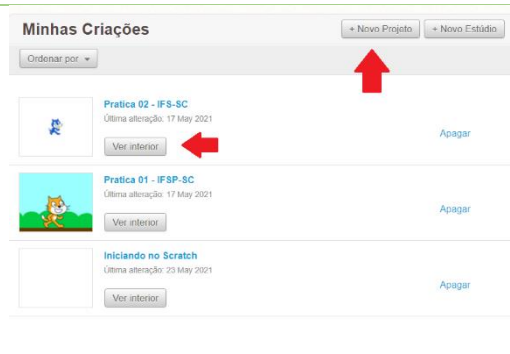 Minhas Criações
+ Novo Projeto
+ Novo Estúdio
Ordenar por
Pratica 02 - IFS-SC
Última alteração: 17 May 2021
Ver interior
Apagar
Pratica 01 - IFSP-SC
Última alteração: 17 May 2021
Ver interior
Apagar
Iniciando no Scratch
Última alteração: 23 May 2021
Ver interior
Apagar